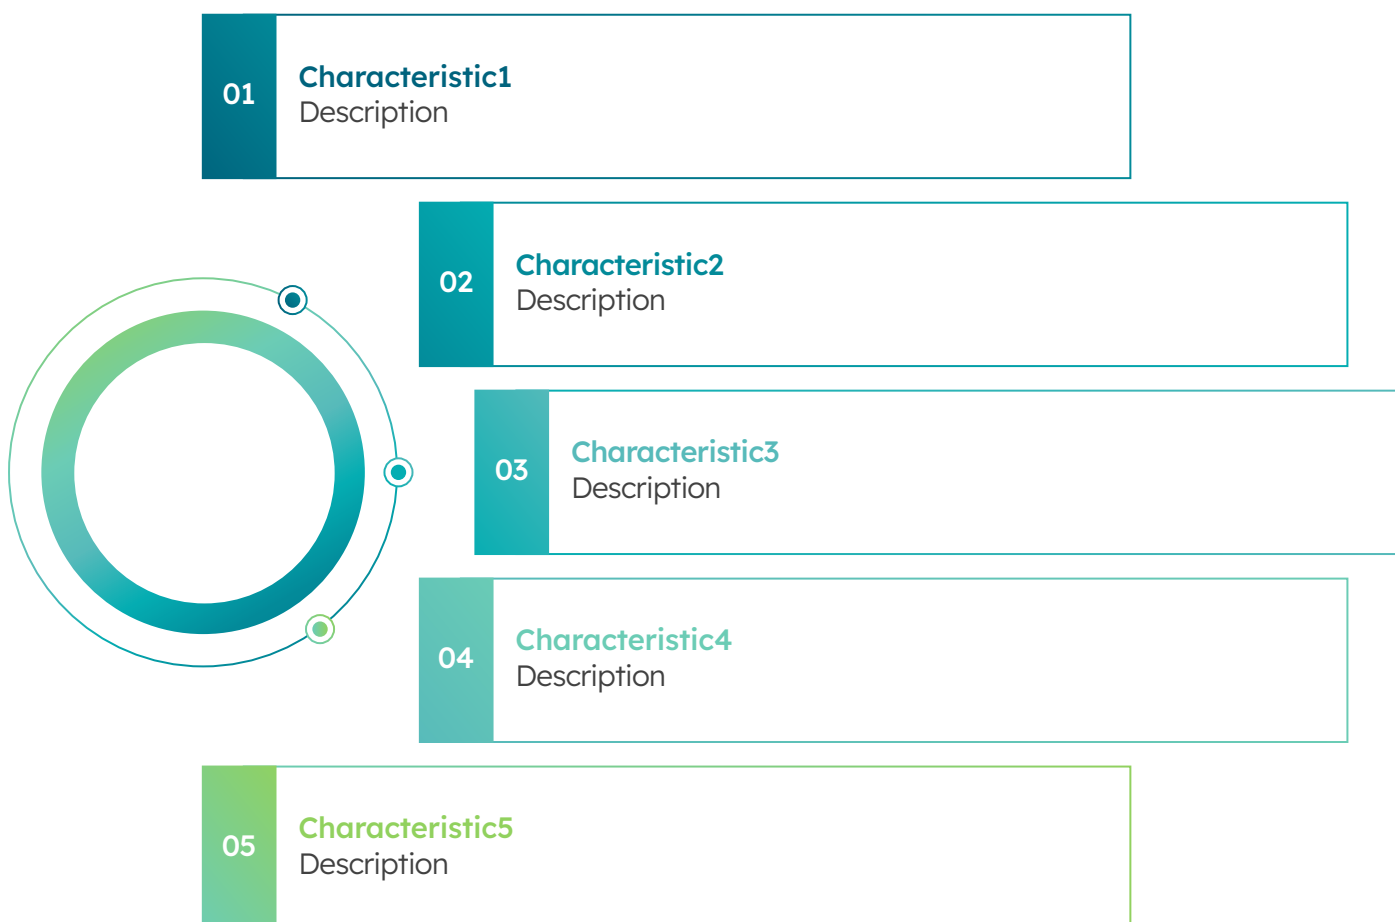 01
Characteristic1
Description
02
Characteristic2
Description
03
Characteristic3
Description
04
Characteristic4
Description
05
Characteristic5
Description